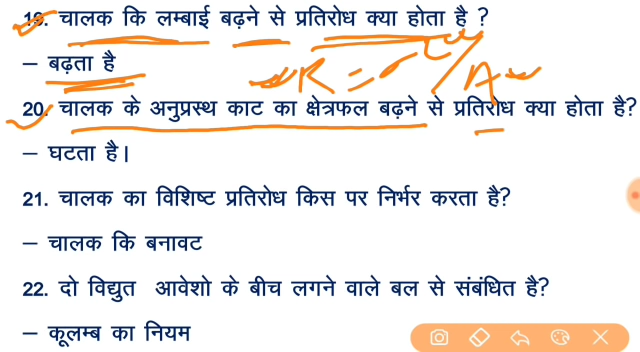 19. चालक कि लम्बाई बढ़ने से प्रतिरोध क्या होता है ?
– बढ़ता है
R = ρ L / A
20. चालक के अनुप्रस्थ काट का क्षेत्रफल बढ़ने से प्रतिरोध क्या होता है?
– घटता है।
21. चालक का विशिष्ट प्रतिरोध किस पर निर्भर करता है?
– चालक कि बनावट
22. दो विद्युत आवेशो के बीच लगने वाले बल से संबंधित है?
– कूलम्ब का नियम